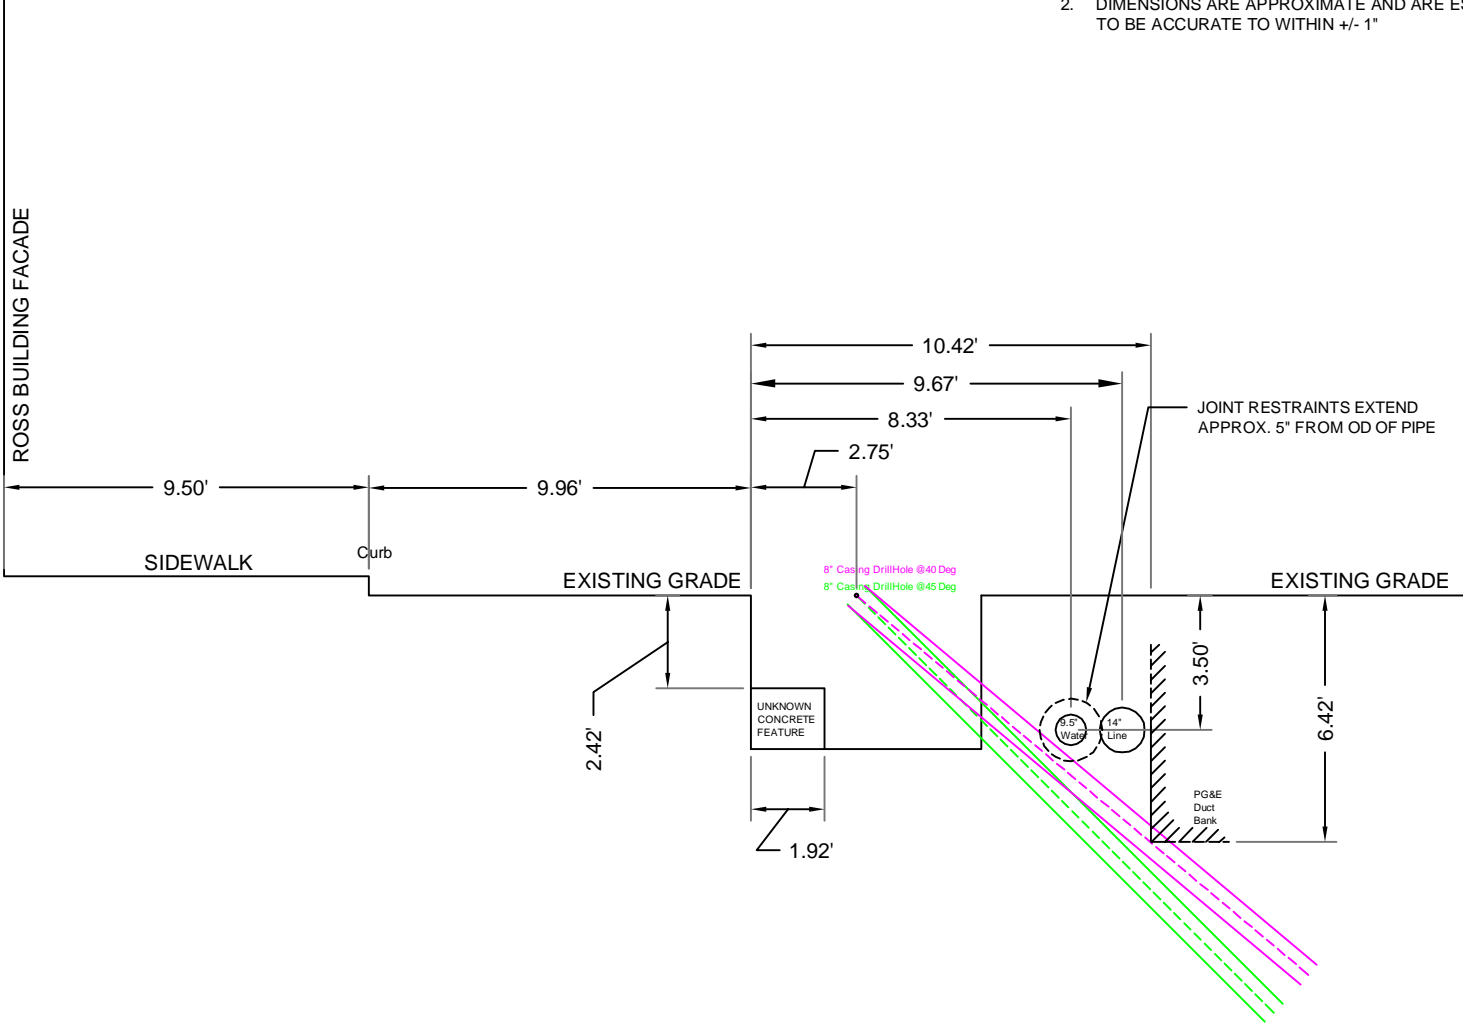 2. DIMENSIONS ARE APPROXIMATE AND ARE
TO BE ACCURATE TO WITHIN +/- 1"
ROSS BUILDING FACADE
10.42'
9.67'
8.33'
2.75'
JOINT RESTRAINTS EXTEND
APPROX. 5" FROM OD OF PIPE
9.50'
9.96'
SIDEWALK
Curb
EXISTING GRADE
8" Casing DrillHole @40 Deg
8" Casing DrillHole @45 Deg
EXISTING GRADE
2.42'
UNKNOWN
CONCRETE
FEATURE
9.5"
Water
14"
Line
3.50'
6.42'
PG&E
Duct
Bank
1.92'